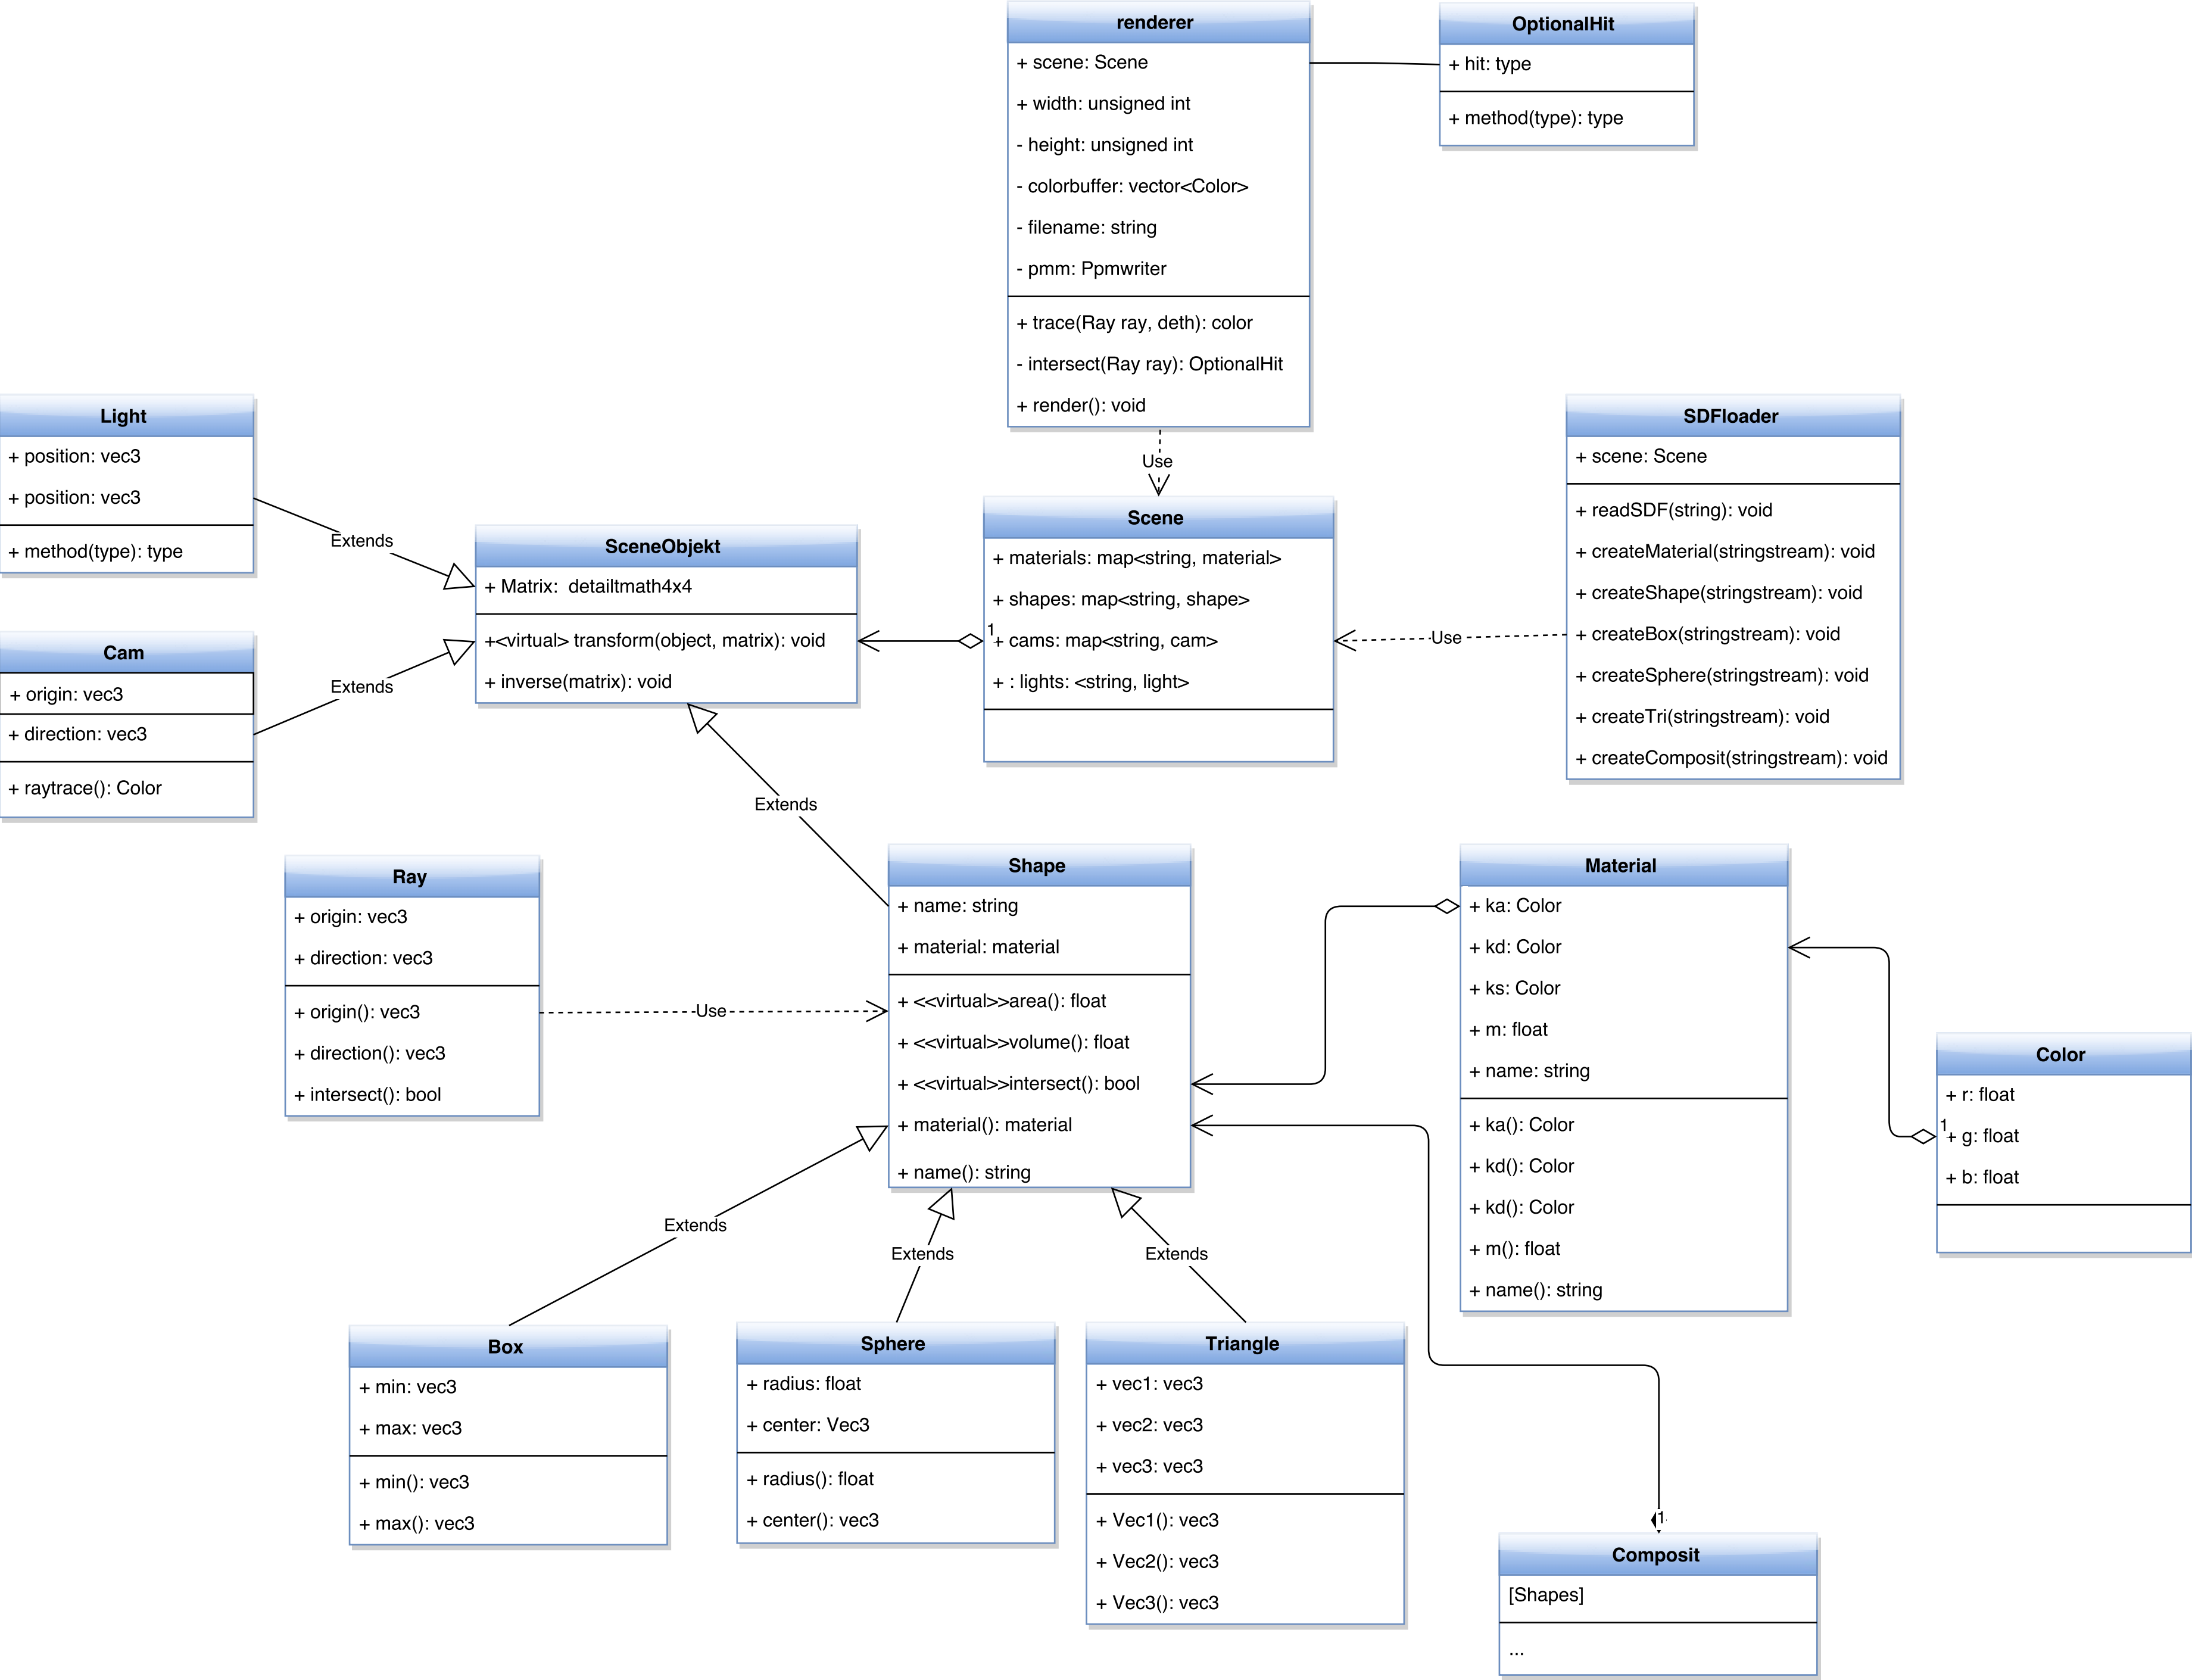 renderer
+ scene: Scene
+ width: unsigned int
- height: unsigned int
- colorbuffer: vector<Color>
- filename: string
- pmm: Ppmwriter
+ trace(Ray ray, deth): color
- intersect(Ray ray): OptionalHit
+ render(): void
OptionalHit
+ hit: type
+ method(type): type
Use
Light
+ position: vec3
+ position: vec3
+ method(type): type
Extends
Cam
+ origin: vec3
+ direction: vec3
+ raytrace(): Color
Extends
SceneObjekt
+ Matrix:  detailtmath4x4
+<virtual> transform(object, matrix): void
+ inverse(matrix): void
Scene
+ materials: map<string, material>
+ shapes: map<string, shape>
1
+ cams: map<string, cam>
+ : lights: <string, light>
Use
SDFloader
+ scene: Scene
+ readSDF(string): void
+ createMaterial(stringstream): void
+ createShape(stringstream): void
+ createBox(stringstream): void
+ createSphere(stringstream): void
+ createTri(stringstream): void
+ createComposit(stringstream): void
Extends
Ray
+ origin: vec3
+ direction: vec3
+ origin(): vec3
+ direction(): vec3
+ intersect(): bool
Use
Shape
+ name: string
+ material: material
+ <<virtual>>area(): float
+ <<virtual>>volume(): float
+ <<virtual>>intersect(): bool
+ material(): material
+ name(): string
Material
+ ka: Color
+ kd: Color
+ ks: Color
+ m: float
+ name: string
+ ka(): Color
+ kd(): Color
+ kd(): Color
+ m(): float
+ name(): string
Color
+ r: float
1
+ g: float
+ b: float
Extends
Extends
Extends
Box
+ min: vec3
+ max: vec3
+ min(): vec3
+ max(): vec3
Sphere
+ radius: float
+ center: Vec3
+ radius(): float
+ center(): vec3
Triangle
+ vec1: vec3
+ vec2: vec3
+ vec3: vec3
+ Vec1(): vec3
+ Vec2(): vec3
+ Vec3(): vec3
1
Composit
[Shapes]
...